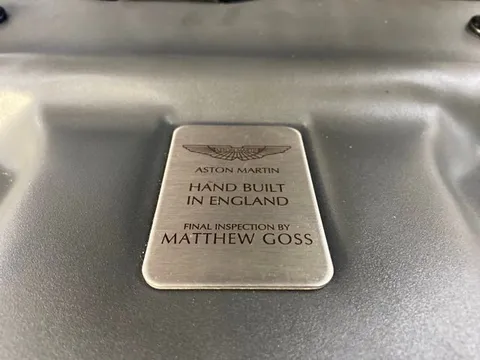 ASTON MARTIN
HAND BUILT
IN ENGLAND
FINAL INSPECTION BY
MATTHEW GOSS